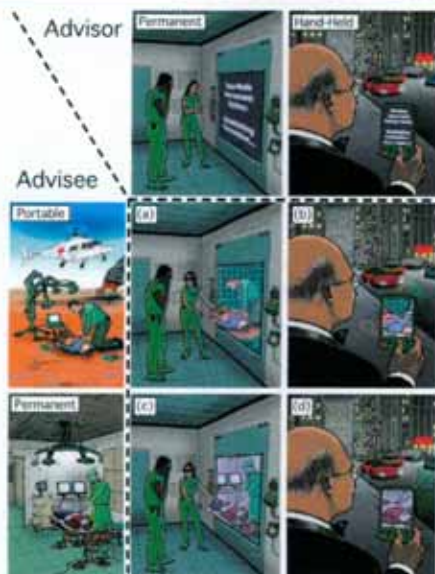 Advisor
Permanent
Hand-Held
Advisee
Portable
(a)
(b)
Permanent
(c)
(d)